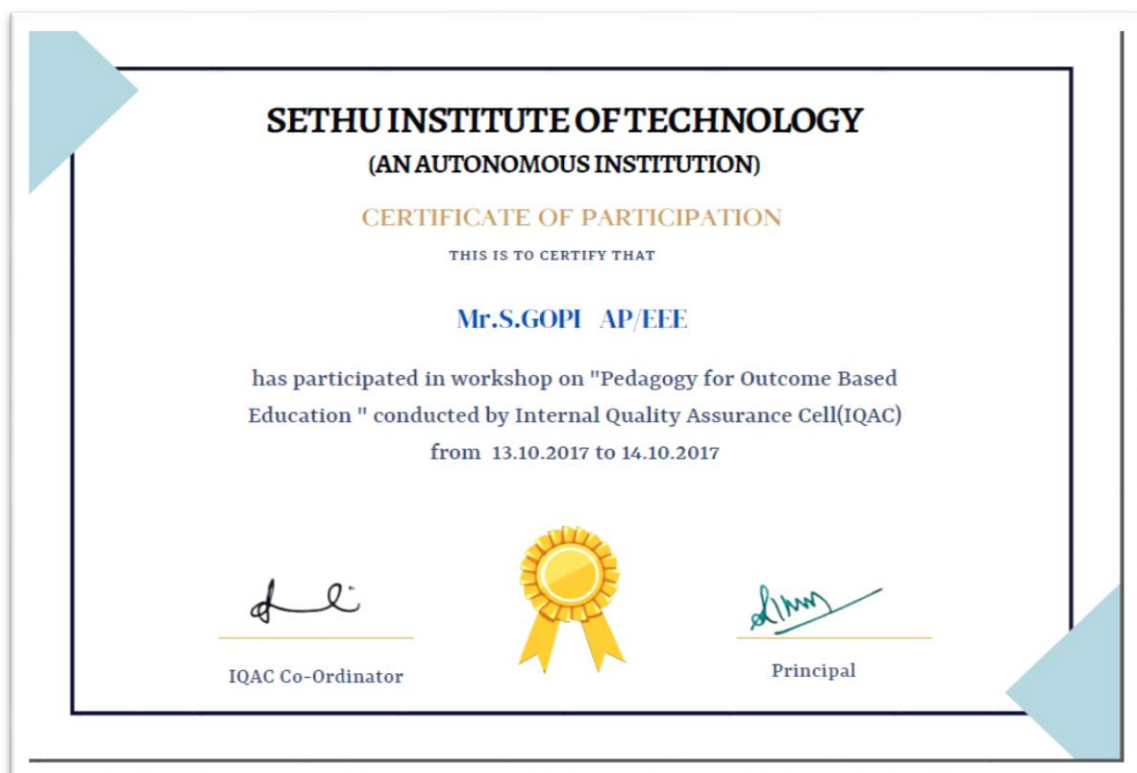 SETHU INSTITUTE OF TECHNOLOGY
(AN AUTONOMOUS INSTITUTION)
CERTIFICATE OF PARTICIPATION
THIS IS TO CERTIFY THAT
Mr.S.GOPI AP/EEE
has participated in workshop on "Pedagogy for Outcome Based
Education " conducted by Internal Quality Assurance Cell(IQAC)
from 13.10.2017 to 14.10.2017
IQAC Co-Ordinator
Principal